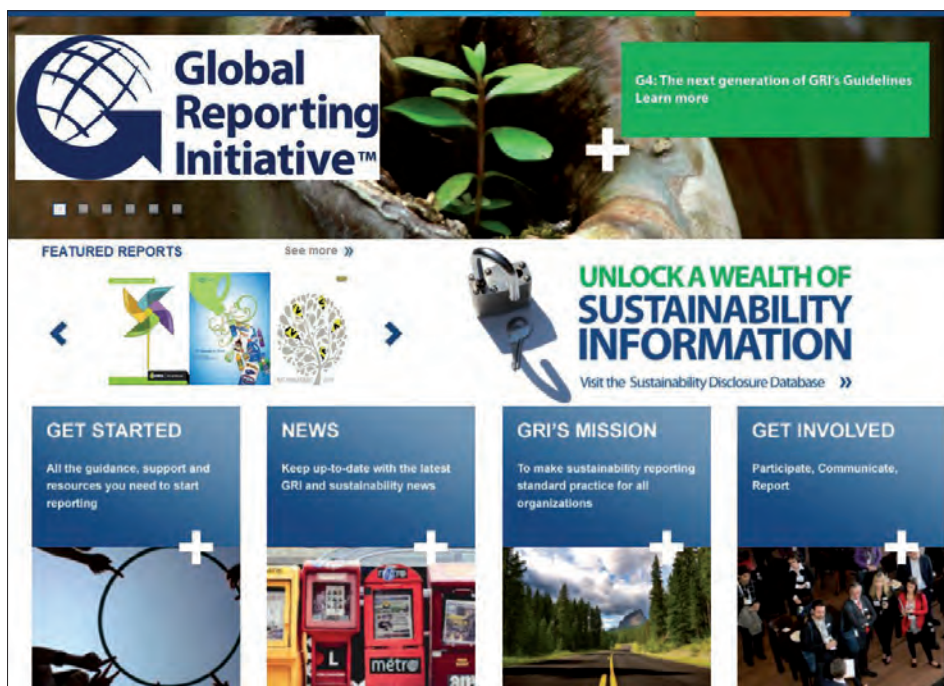 Global
Reporting
Initiative™
G4: The next generation of GRI's Guidelines
Learn more
FEATURED REPORTS
See more »
UNLOCK A WEALTH OF
SUSTAINABILITY
INFORMATION
Visit the Sustainability Disclosure Database »
GET STARTED
All the guidance, support and
resources you need to start
reporting
NEWS
Keep up-to-date with the latest
GRI and sustainability news
GRI'S MISSION
To make sustainability reporting
standard practice for all
organizations
GET INVOLVED
Participate, Communicate,
Report
L
métro